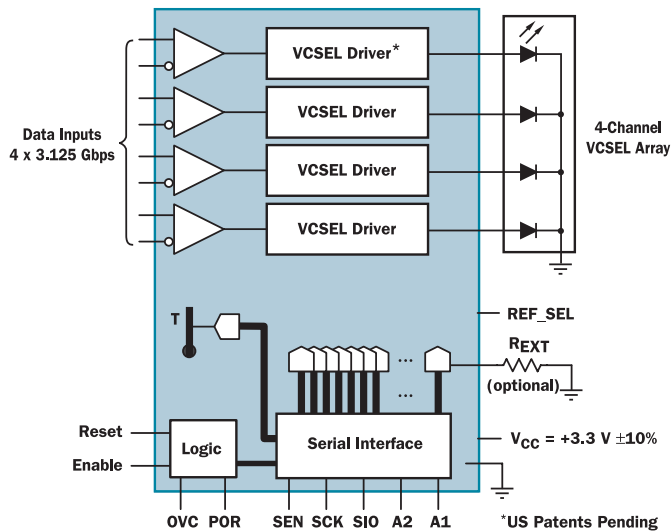 VCSEL Driver*
VCSEL Driver
VCSEL Driver
VCSEL Driver
Data Inputs
4 x 3.125 Gbps
4-Channel
VCSEL Array
T
REF_SEL
REXT
(optional)
...
...
Reset
Enable
Logic
Serial Interface
VCC = +3.3 V ±10%
OVC POR SEN SCK SIO A2 A1
*US Patents Pending